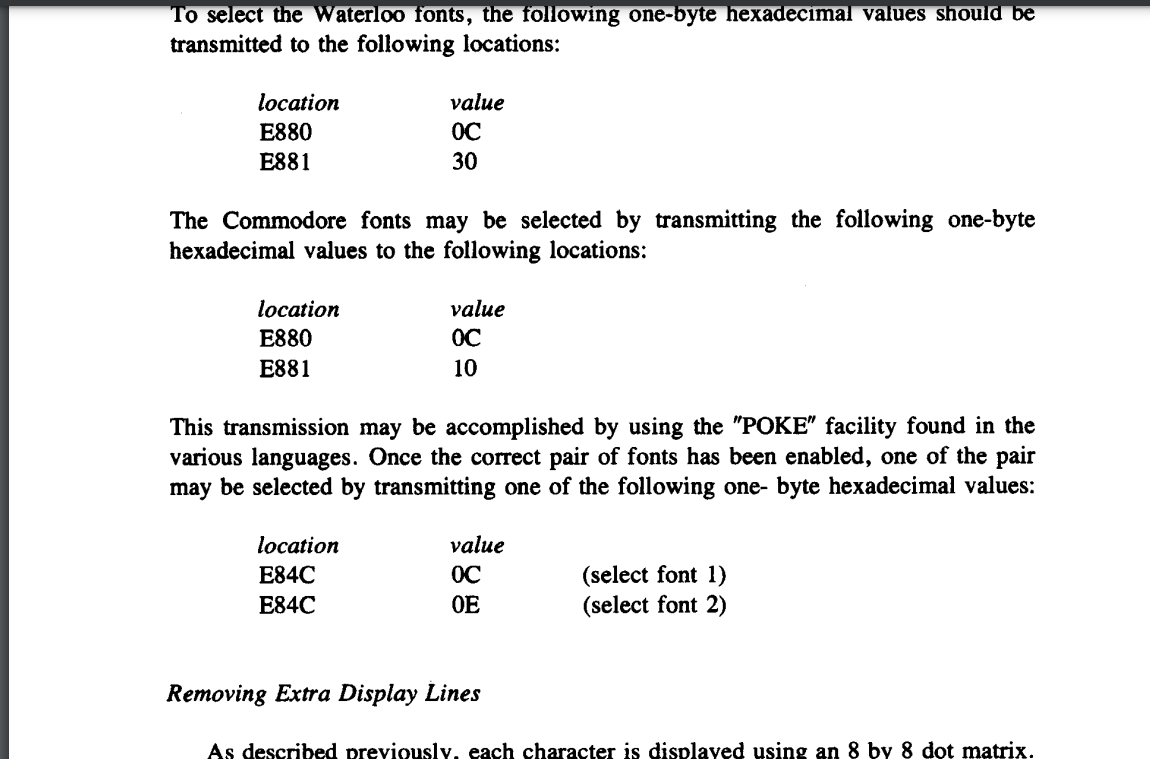 To select the Waterloo fonts, the following one-byte hexadecimal values should be
transmitted to the following locations:
location value
E880 0C
E881 30
The Commodore fonts may be selected by transmitting the following one-byte
hexadecimal values to the following locations:
location value
E880 0C
E881 10
This transmission may be accomplished by using the "POKE" facility found in the
various languages. Once the correct pair of fonts has been enabled, one of the pair
may be selected by transmitting one of the following one- byte hexadecimal values:
location value
E84C 0C (select font 1)
E84C 0E (select font 2)
Removing Extra Display Lines
As described previously, each character is displayed using an 8 by 8 dot matrix.